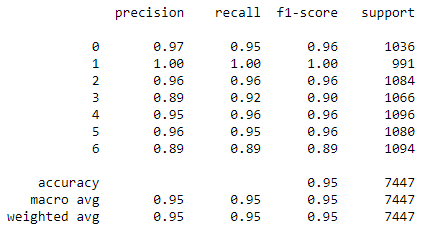 precision recall f1-score support
0 0.97 0.95 0.96 1036
1 1.00 1.00 1.00 991
2 0.96 0.96 0.96 1084
3 0.89 0.92 0.90 1066
4 0.95 0.96 0.96 1096
5 0.96 0.95 0.96 1080
6 0.89 0.89 0.89 1094
accuracy 0.95 7447
macro avg 0.95 0.95 0.95 7447
weighted avg 0.95 0.95 0.95 7447